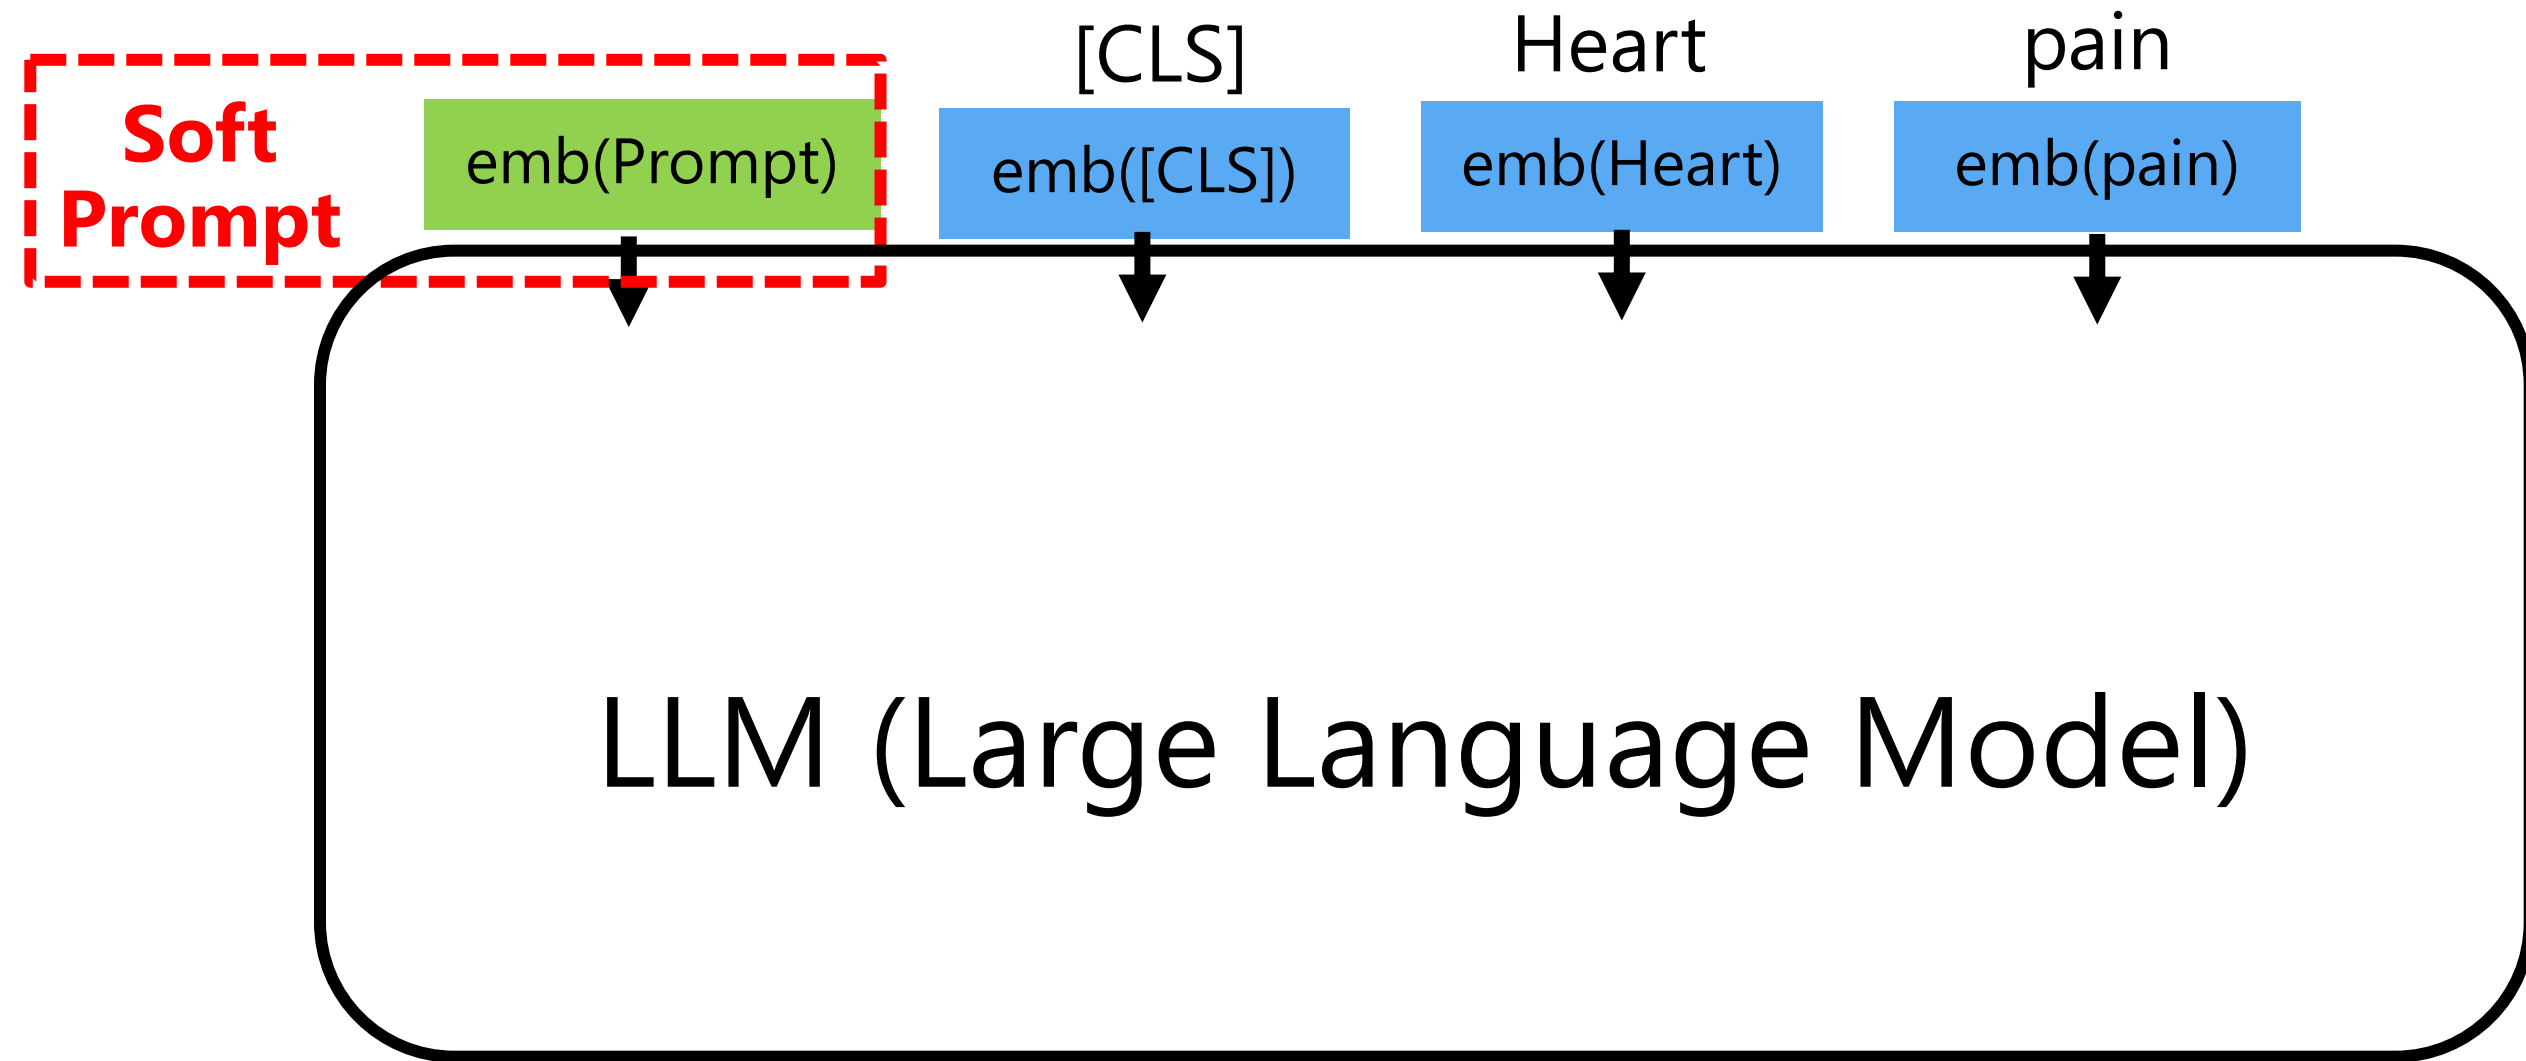 [CLS] Heart pain
Soft
Prompt
emb(Prompt) emb([CLS]) emb(Heart) emb(pain)
LLM (Large Language Model)